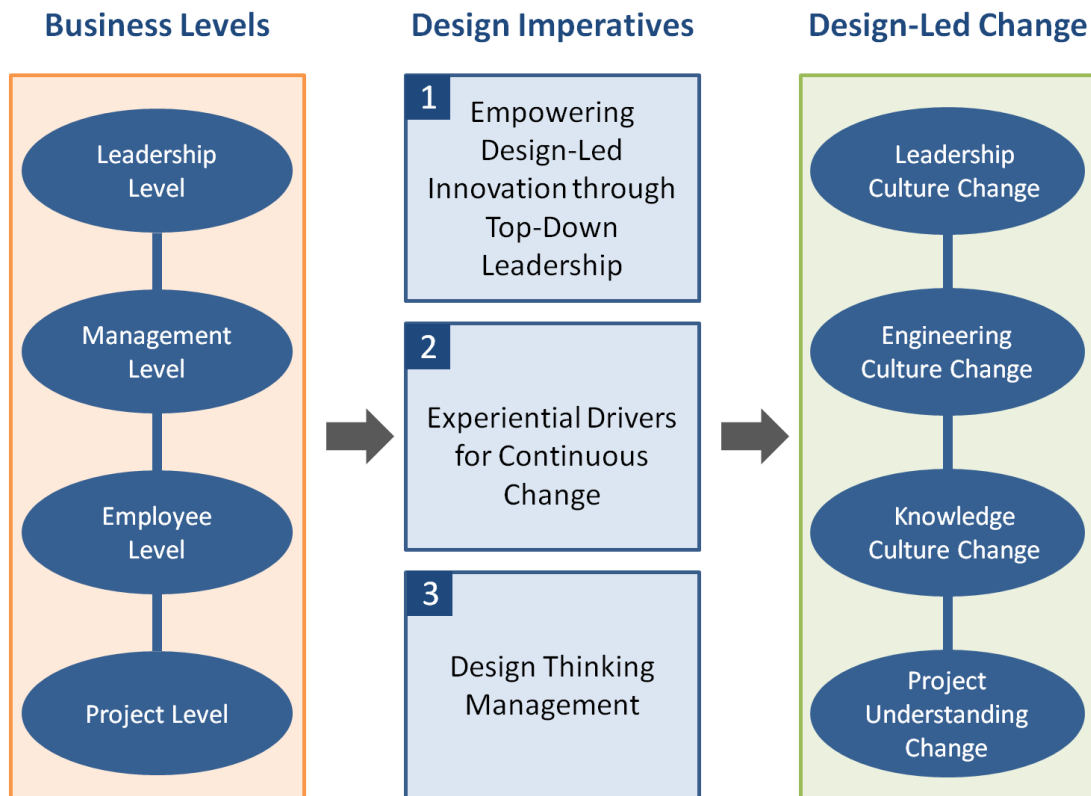 Business Levels
Leadership
Level
Management
Level
Employee
Level
Project Level
Design Imperatives
1
Empowering
Design-Led
Innovation through
Top-Down
Leadership
2
Experiential Drivers
for Continuous
Change
3
Design Thinking
Management
Design-Led Change
Leadership
Culture Change
Engineering
Culture Change
Knowledge
Culture Change
Project
Understanding
Change